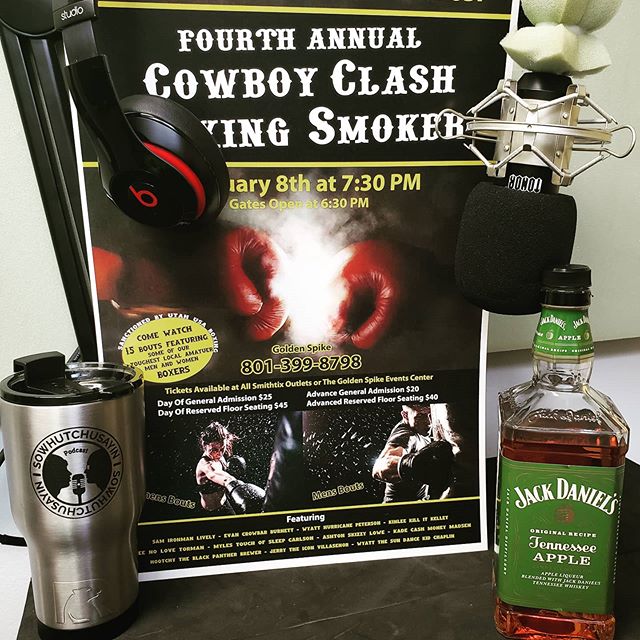 studio
FOURTH ANNUAL
COWBOY CLASH
XING SMOKER
uary 8th at 7:30 PM
Gates Open at 6:30 PM
SANCTIONED BY UTAH USA BOXING
COME WATCH
15 BOUTS FEATURING
SOME OF OUR
TOUGHEST LOCAL AMATUER
MEN AND WOMEN
BOXERS
Golden Spike
801-399-8798
Tickets Available at All Smithtix Outlets or The Golden Spike Events Center
Day Of General Admission $25
Day Of Reserved Floor Seating $45
Advance General Admission $20
Advanced Reserved Floor Seating $40
mens Bouts
Mens Bouts
Featuring
SAM IRONMAN LIVELY - EVAN CROWBAR BURNETT - WYATT HURRICANE PETERSON - KINLEE KILL IT KELLEY
EE NO LOVE TORMAN - MYLES TOUCH OF SLEEP CARLSON - ASHTON SKIZZY LOWE - KADE CASH MONEY MADSEN
HOOTCHY THE BLACK PANTHER BREWER - JERRY THE ICON VILLASENOR - WYATT THE SUN DANCE KID CHAPLIN
b
TONOR
SOWHUTCHUSAYIN | SOWHUTCHUSAYIN |
Podcast
JACK DANIEL'S
APPLE
JACK DANIEL'S
ORIGINAL RECIPE
Tennessee
APPLE
APPLE LIQUEUR
BLENDED WITH JACK DANIEL'S
TENNESSEE WHISKEY